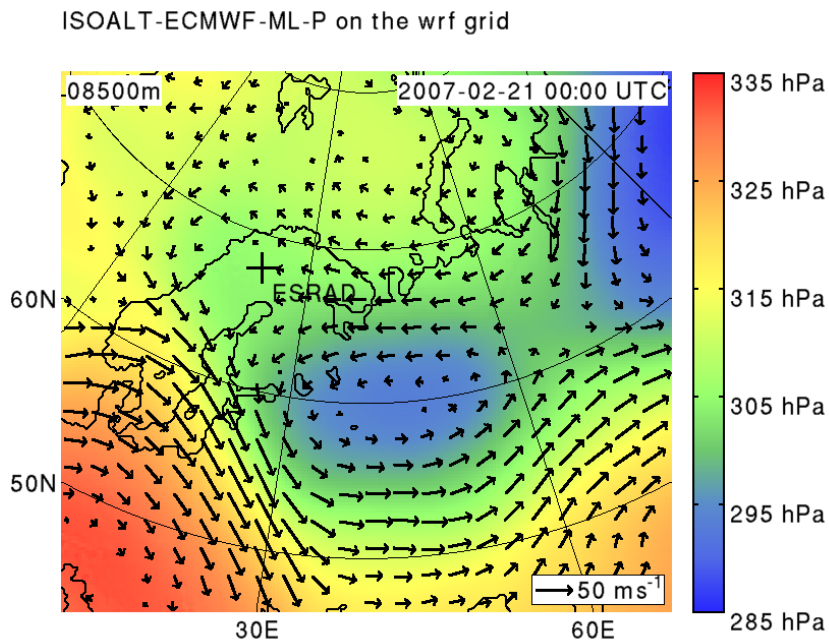 ISOALT-ECMWF-ML-P on the wrf grid
08500m
2007-02-21 00:00 UTC
335 hPa
325 hPa
315 hPa
305 hPa
295 hPa
285 hPa
60N
50N
ESRAD
50 ms⁻¹
30E
60E